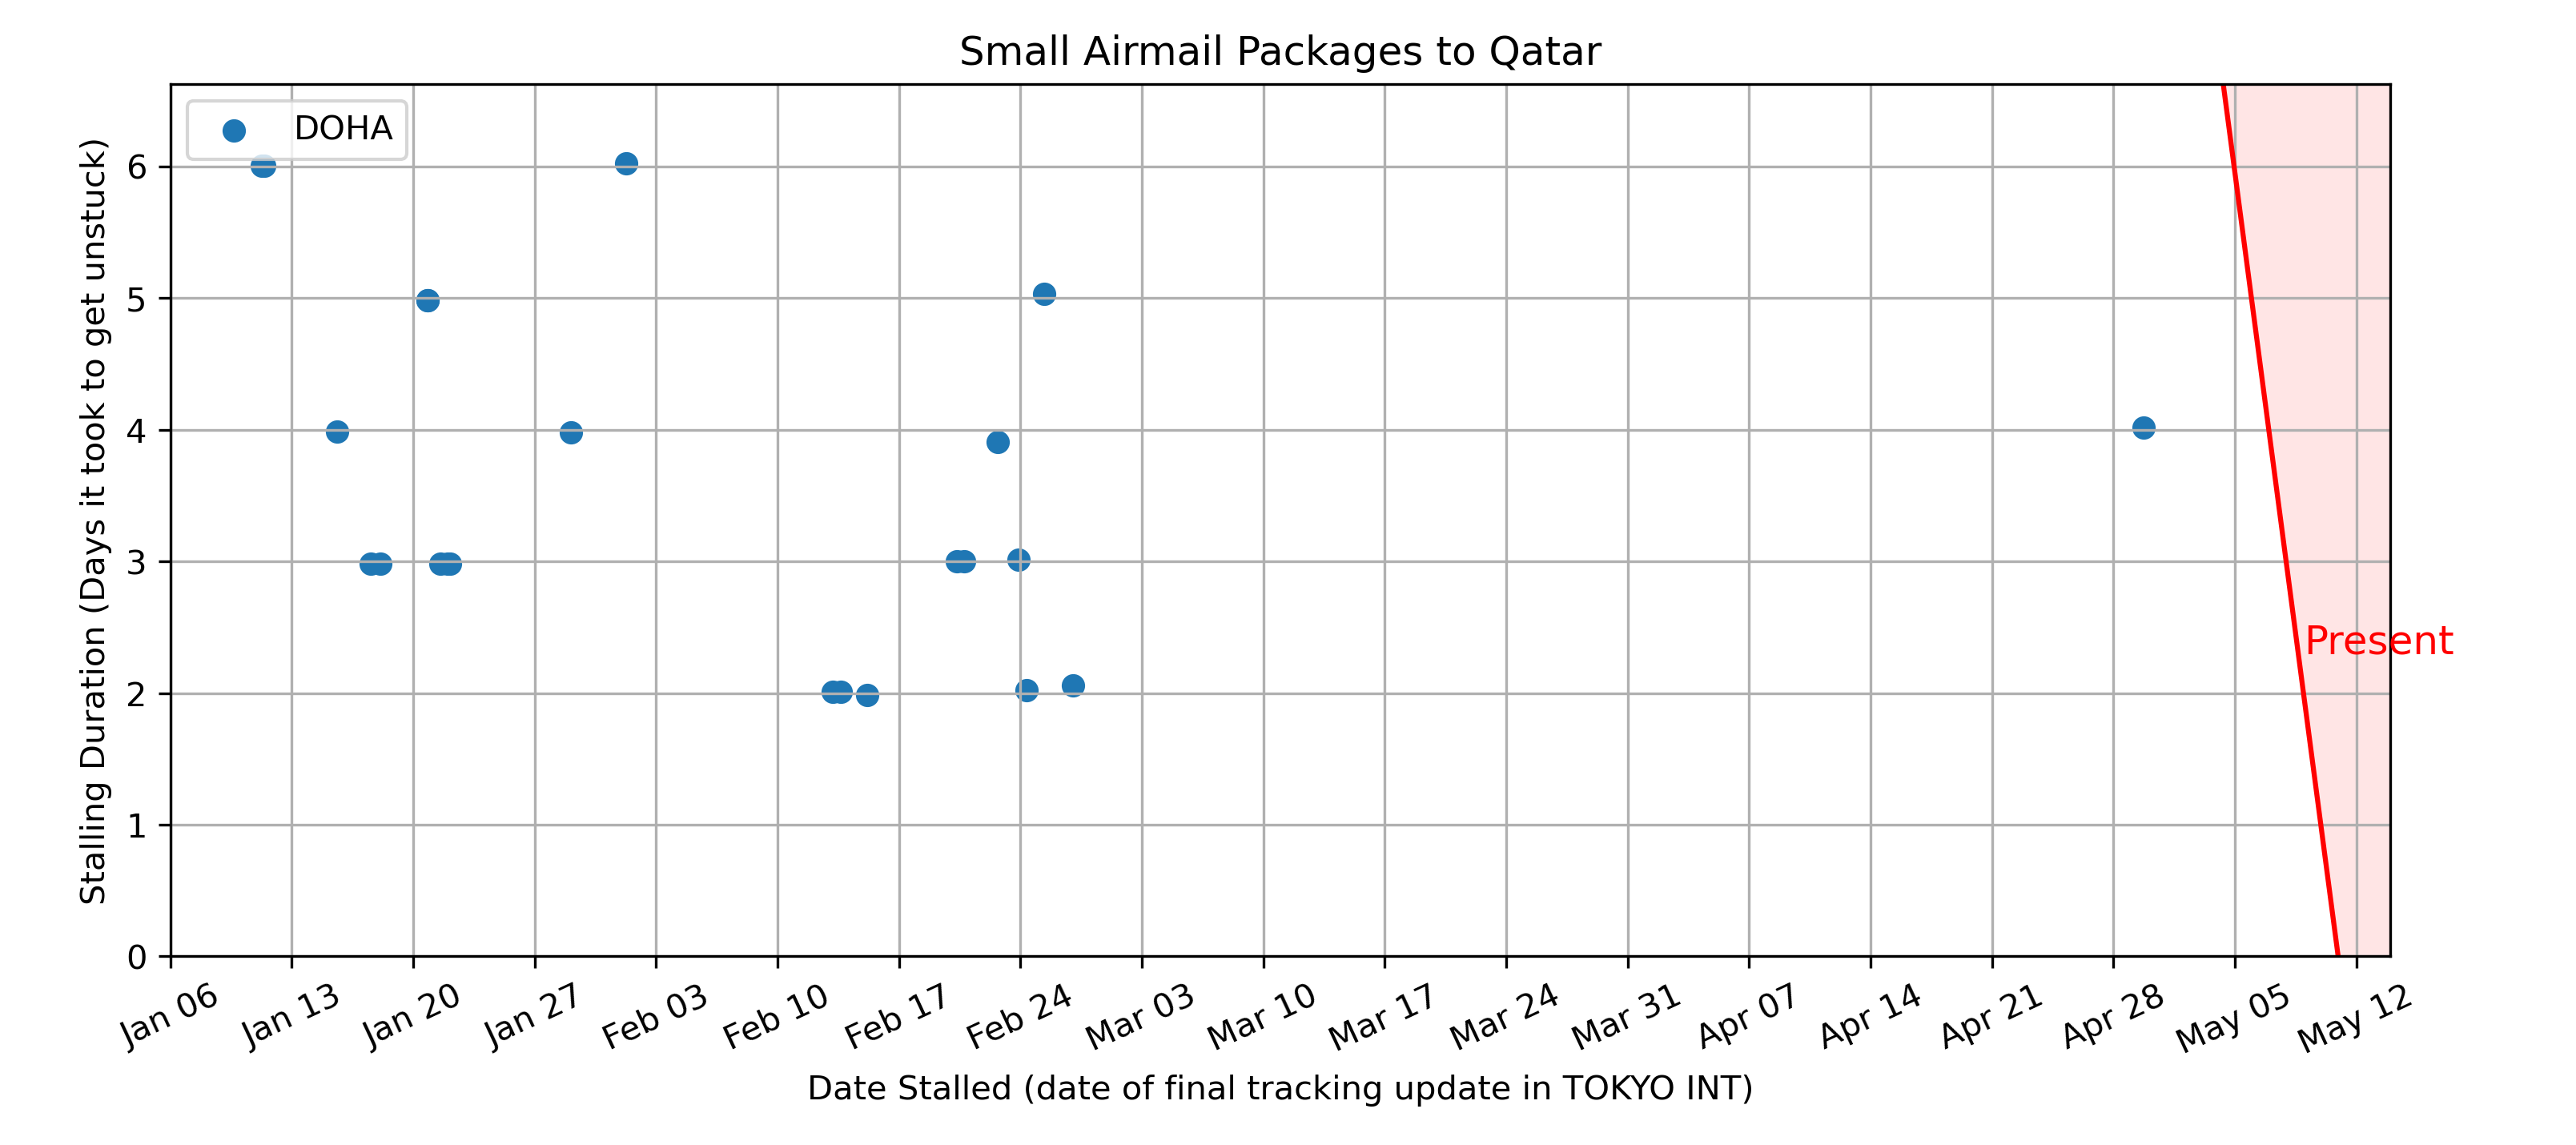 Small Airmail Packages to Qatar
DOHA
Stalling Duration (Days it took to get unstuck)
6
5
4
3
2
1
0
Present
Jan 06
Jan 13
Jan 20
Jan 27
Feb 03
Feb 10
Feb 17
Feb 24
Mar 03
Mar 10
Mar 17
Mar 24
Mar 31
Apr 07
Apr 14
Apr 21
Apr 28
May 05
May 12
Date Stalled (date of final tracking update in TOKYO INT)